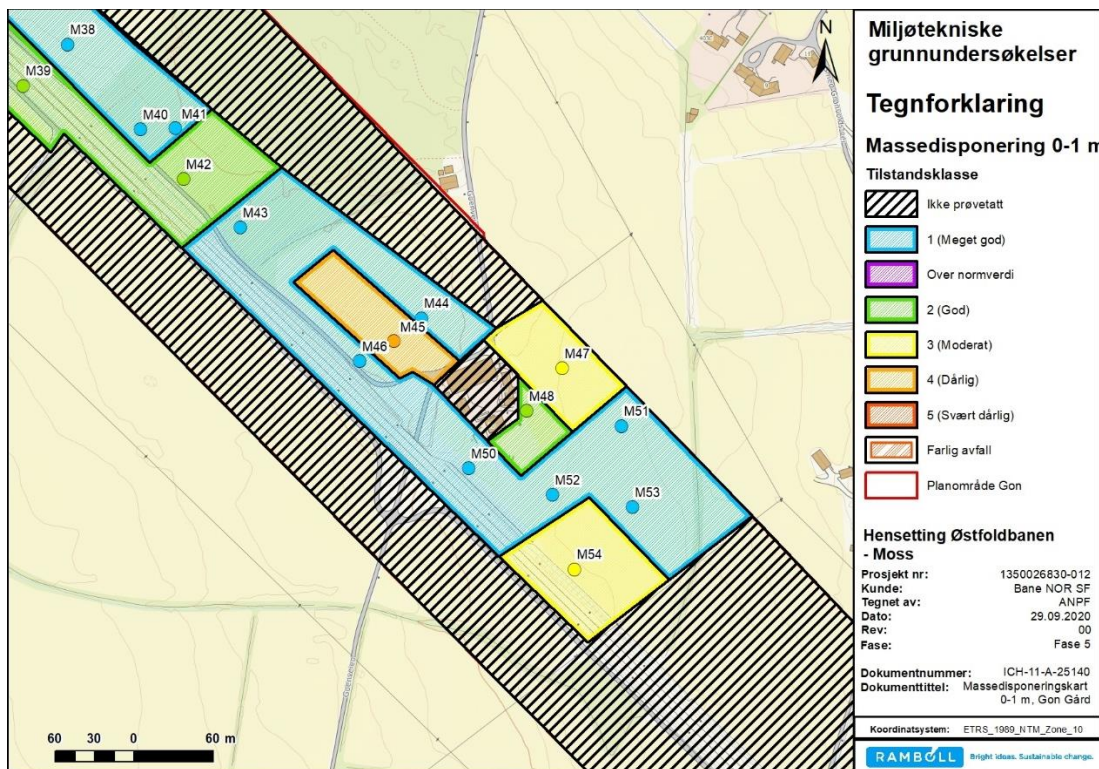 M38
M39
M40
M41
M42
M43
M44
M45
M46
M47
M48
M50
M51
M52
M53
M54
N
60 30 0 60 m
Miljøtekniske
grunnundersøkelser
Tegnforklaring
Massedisponering 0-1 m
Tilstandsklasse
Ikke prøvetatt
1 (Meget god)
Over normverdi
2 (God)
3 (Moderat)
4 (Dårlig)
5 (Svært dårlig)
Farlig avfall
Planområde Gon
Hensetting Østfoldbanen
- Moss
Prosjekt nr: 1350026830-012
Kunde: Bane NOR SF
Tegnet av: ANPF
Dato: 29.09.2020
Rev: 00
Fase: Fase 5
Dokumentnummer: ICH-11-A-25140
Dokumenttittel: Massedisponeringskart
0-1 m, Gon Gård
Koordinatsystem: ETRS_1989_NTM_Zone_10
RAMBOLL Bright ideas. Sustainable change.